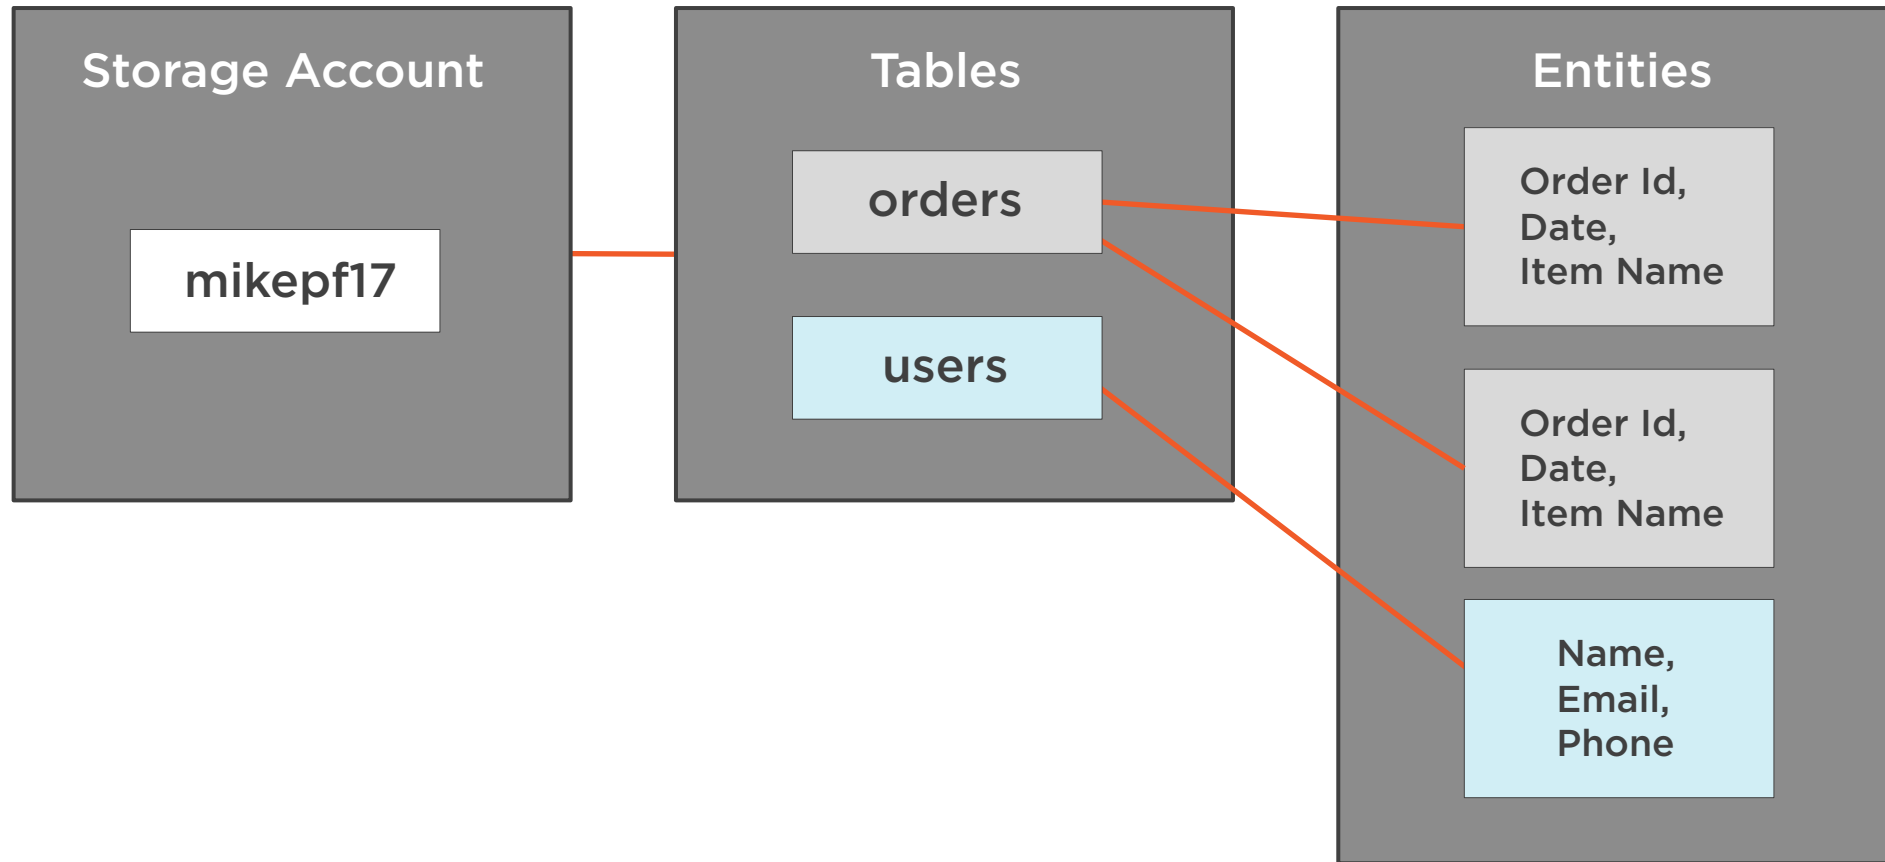 Storage Account
mikepf17
Tables
orders
users
Entities
Order Id,
Date,
Item Name
Order Id,
Date,
Item Name
Name,
Email,
Phone